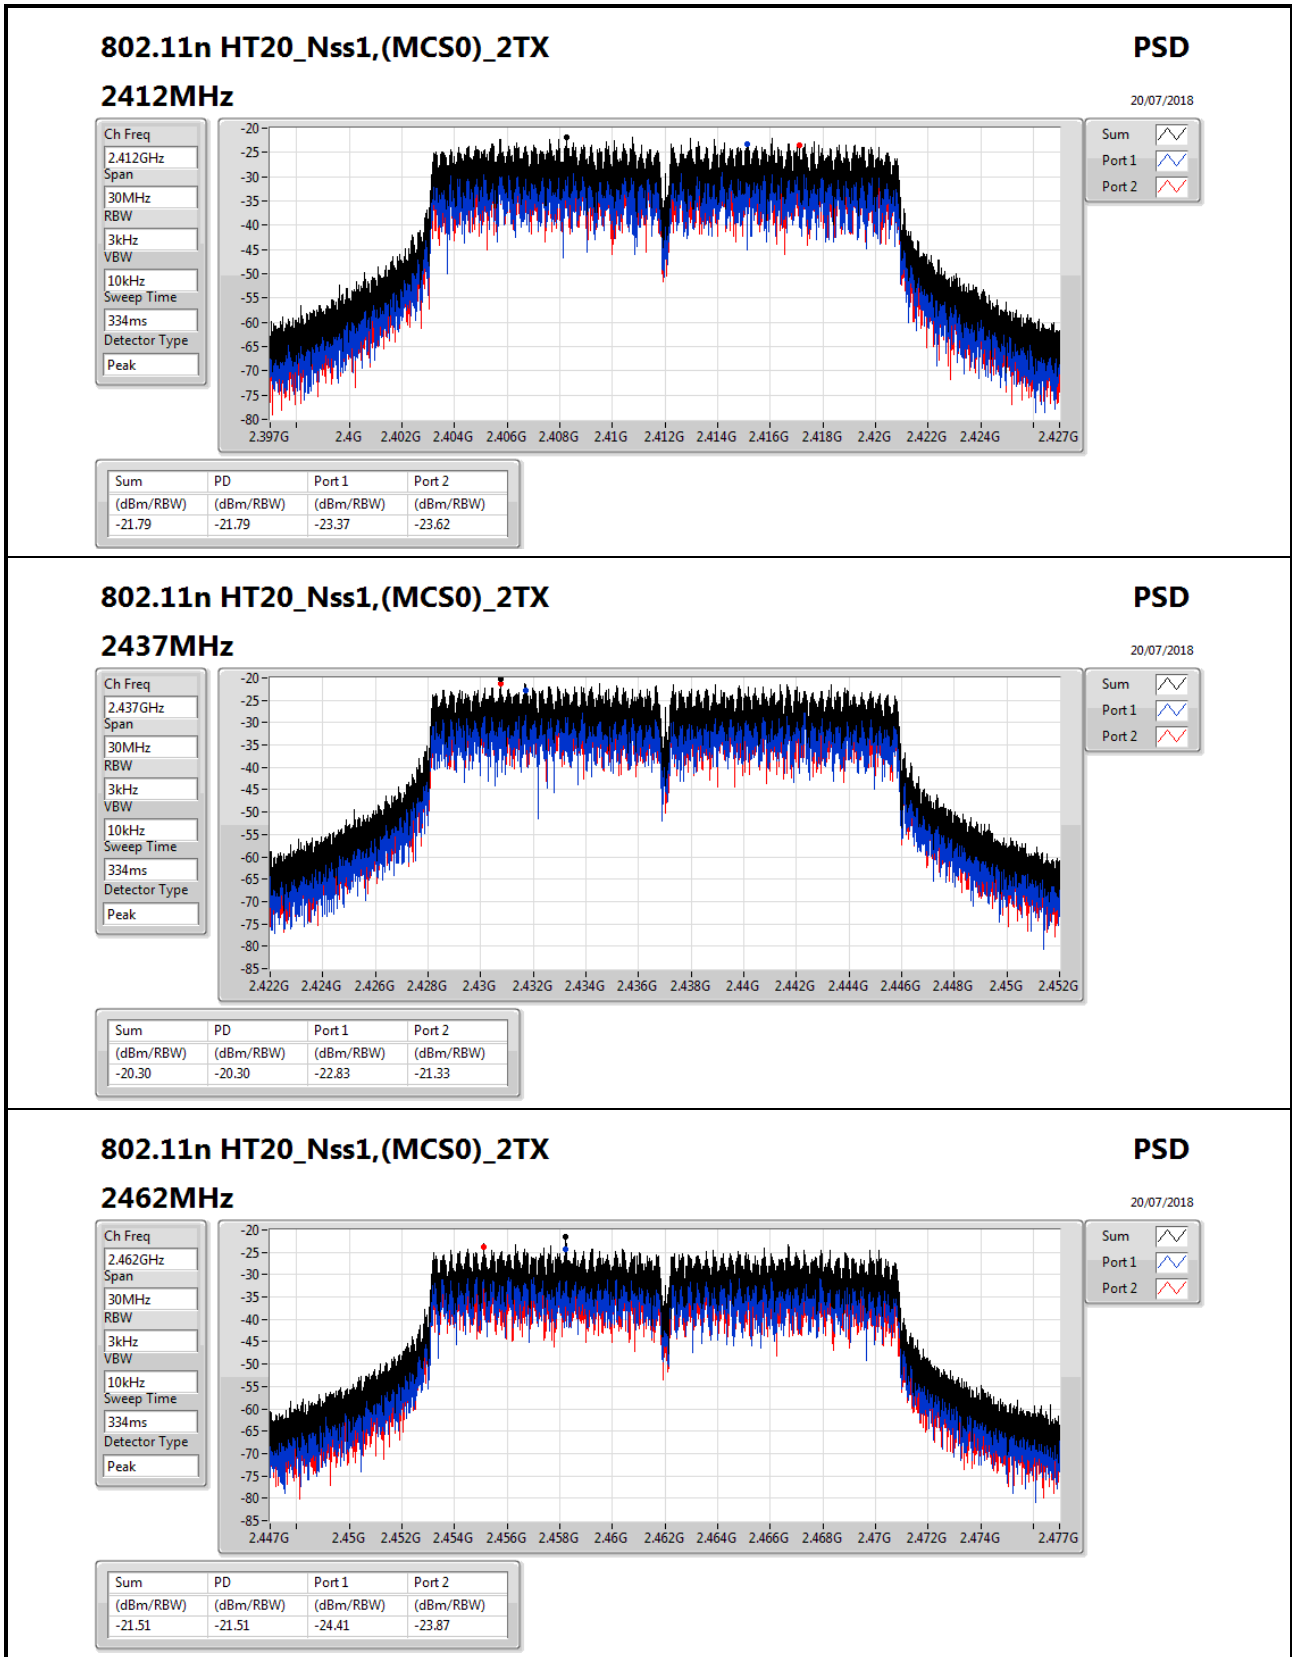 802.11n HT20_Nss1,(MCS0)_2TX PSD
2412MHz 20/07/2018
Ch Freq
2.412GHz
Span
30MHz
RBW
3kHz
VBW
10kHz
Sweep Time
334ms
Detector Type
Peak
-20
-25
-30
-35
-40
-45
-50
-55
-60
-65
-70
-75
-80
2.397G 2.4G 2.402G 2.404G 2.406G 2.408G 2.41G 2.412G 2.414G 2.416G 2.418G 2.42G 2.422G 2.424G 2.427G
Sum
Port 1
Port 2
Sum PD Port 1 Port 2
(dBm/RBW) (dBm/RBW) (dBm/RBW) (dBm/RBW)
-21.79 -21.79 -23.37 -23.62
802.11n HT20_Nss1,(MCS0)_2TX PSD
2437MHz 20/07/2018
Ch Freq
2.437GHz
Span
30MHz
RBW
3kHz
VBW
10kHz
Sweep Time
334ms
Detector Type
Peak
-20
-25
-30
-35
-40
-45
-50
-55
-60
-65
-70
-75
-80
-85
2.422G 2.424G 2.426G 2.428G 2.43G 2.432G 2.434G 2.436G 2.438G 2.44G 2.442G 2.444G 2.446G 2.448G 2.45G 2.452G
Sum
Port 1
Port 2
Sum PD Port 1 Port 2
(dBm/RBW) (dBm/RBW) (dBm/RBW) (dBm/RBW)
-20.30 -20.30 -22.83 -21.33
802.11n HT20_Nss1,(MCS0)_2TX PSD
2462MHz 20/07/2018
Ch Freq
2.462GHz
Span
30MHz
RBW
3kHz
VBW
10kHz
Sweep Time
334ms
Detector Type
Peak
-20
-25
-30
-35
-40
-45
-50
-55
-60
-65
-70
-75
-80
-85
2.447G 2.45G 2.452G 2.454G 2.456G 2.458G 2.46G 2.462G 2.464G 2.466G 2.468G 2.47G 2.472G 2.474G 2.477G
Sum
Port 1
Port 2
Sum PD Port 1 Port 2
(dBm/RBW) (dBm/RBW) (dBm/RBW) (dBm/RBW)
-21.51 -21.51 -24.41 -23.87